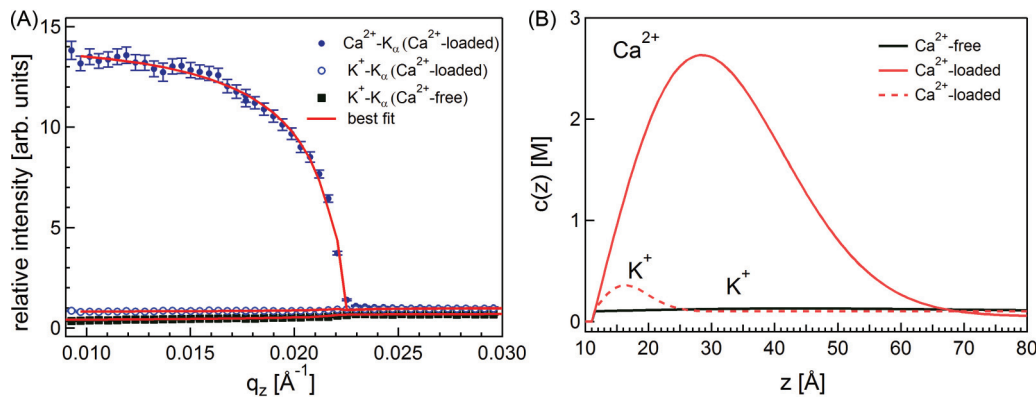 (A)
relative intensity [arb. units]
15
10
5
0
Ca²⁺-Kα (Ca²⁺-loaded)
K⁺-Kα (Ca²⁺-loaded)
K⁺-Kα (Ca²⁺-free)
best fit
0.010
0.015
0.020
0.025
0.030
qz [Å⁻¹]
(B)
c(z) [M]
3
2
1
0
Ca²⁺
K⁺
K⁺
Ca²⁺-free
Ca²⁺-loaded
Ca²⁺-loaded
10
20
30
40
50
60
70
80
z [Å]